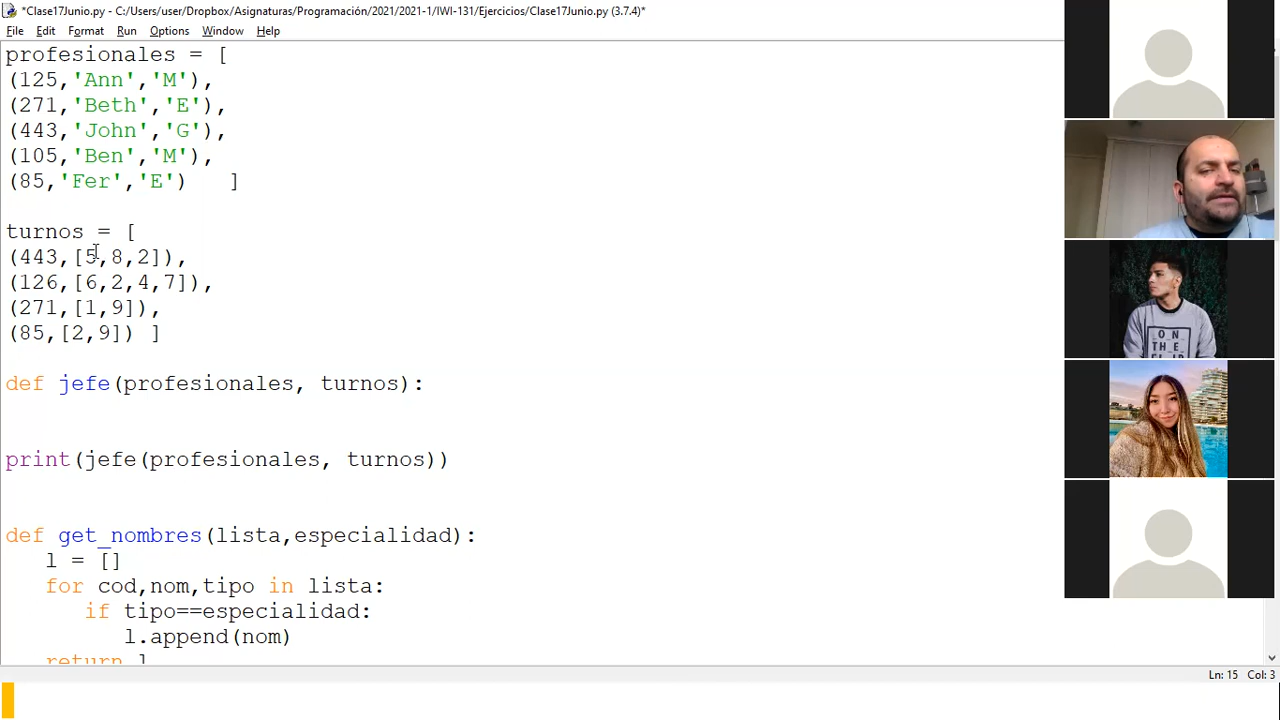 *Clase17Junio.py - C:/Users/user/Dropbox/Asignaturas/Programación/2021/2021-1/IWI-131/Ejercicios/Clase17Junio.py (3.7.4)*
File Edit Format Run Options Window Help
profesionales = [
(125,'Ann','M'),
(271,'Beth','E'),
(443,'John','G'),
(105,'Ben','M'),
(85,'Fer','E') ]
turnos = [
(443,[5,8,2]),
(126,[6,2,4,7]),
(271,[1,9]),
(85,[2,9]) ]
def jefe(profesionales, turnos):
print(jefe(profesionales, turnos))
def get_nombres(lista,especialidad):
l = []
for cod,nom,tipo in lista:
if tipo==especialidad:
l.append(nom)
return l
ON
THE
Ln: 15 Col: 3